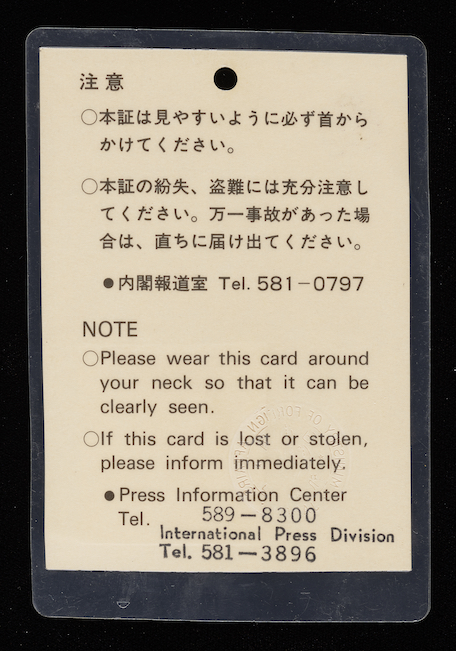 注意
○本証は見やすいように必ず首から
かけてください。
○本証の紛失、盗難には充分注意し
てください。万一事故があった場
合は、直ちに届け出てください。
●内閣報道室 Tel. 581-0797
NOTE
○Please wear this card around
your neck so that it can be
clearly seen.
○If this card is lost or stolen,
please inform immediately.
●Press Information Center
Tel. 589-8300
International Press Division
Tel. 581-3896